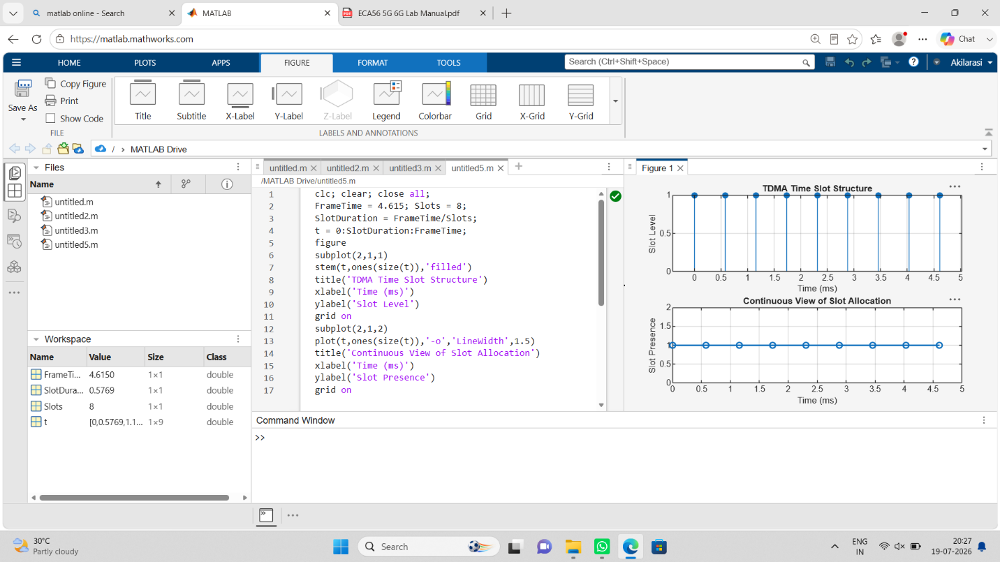 matlab online - Search
MATLAB
ECA56 5G 6G Lab Manual.pdf
https://matlab.mathworks.com
Chat
HOME
PLOTS
APPS
FIGURE
FORMAT
TOOLS
Search (Ctrl+Shift+Space)
Akilarasi
Save As
Copy Figure
Print
Show Code
FILE
Title
Subtitle
X-Label
Y-Label
Z-Label
Legend
Colorbar
Grid
X-Grid
Y-Grid
LABELS AND ANNOTATIONS
/ › MATLAB Drive
Files
Name
untitled.m
untitled2.m
untitled3.m
untitled5.m
Workspace
Name Value Size Class
FrameTi... 4.6150 1×1 double
SlotDura... 0.5769 1×1 double
Slots 8 1×1 double
t [0,0.5769,1.1... 1×9 double
untitled.m
untitled2.m
untitled3.m
untitled5.m
/MATLAB Drive/untitled5.m
1 clc; clear; close all;
2 FrameTime = 4.615; Slots = 8;
3 SlotDuration = FrameTime/Slots;
4 t = 0:SlotDuration:FrameTime;
5 figure
6 subplot(2,1,1)
7 stem(t,ones(size(t)),'filled')
8 title('TDMA Time Slot Structure')
9 xlabel('Time (ms)')
10 ylabel('Slot Level')
11 grid on
12 subplot(2,1,2)
13 plot(t,ones(size(t)),'-o','LineWidth',1.5)
14 title('Continuous View of Slot Allocation')
15 xlabel('Time (ms)')
16 ylabel('Slot Presence')
17 grid on
Figure 1
TDMA Time Slot Structure
Slot Level
1
0.5
0
0 0.5 1 1.5 2 2.5 3 3.5 4 4.5 5
Time (ms)
Continuous View of Slot Allocation
Slot Presence
2
1.5
1
0.5
0
0 0.5 1 1.5 2 2.5 3 3.5 4 4.5 5
Time (ms)
Command Window
>>
30°C
Partly cloudy
Search
ENG
IN
20:27
19-07-2026